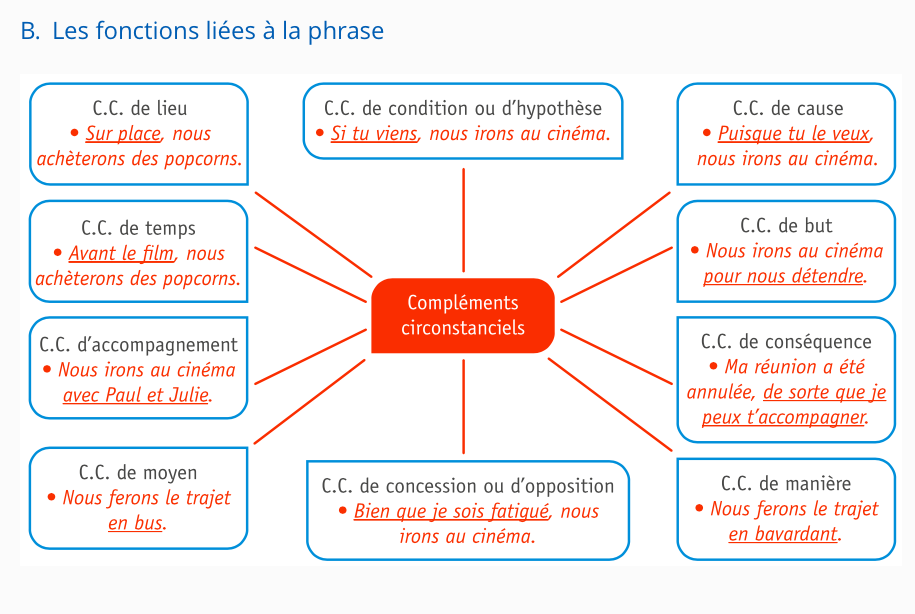 B. Les fonctions liées à la phrase
C.C. de lieu
• Sur place, nous
achèterons des popcorns.
C.C. de condition ou d'hypothèse
• Si tu viens, nous irons au cinéma.
C.C. de cause
• Puisque tu le veux,
nous irons au cinéma.
C.C. de temps
• Avant le film, nous
achèterons des popcorns.
C.C. de but
• Nous irons au cinéma
pour nous détendre.
Compléments
circonstanciels
C.C. d'accompagnement
• Nous irons au cinéma
avec Paul et Julie.
C.C. de conséquence
• Ma réunion a été
annulée, de sorte que je
peux t'accompagner.
C.C. de moyen
• Nous ferons le trajet
en bus.
C.C. de concession ou d'opposition
• Bien que je sois fatigué, nous
irons au cinéma.
C.C. de manière
• Nous ferons le trajet
en bavardant.